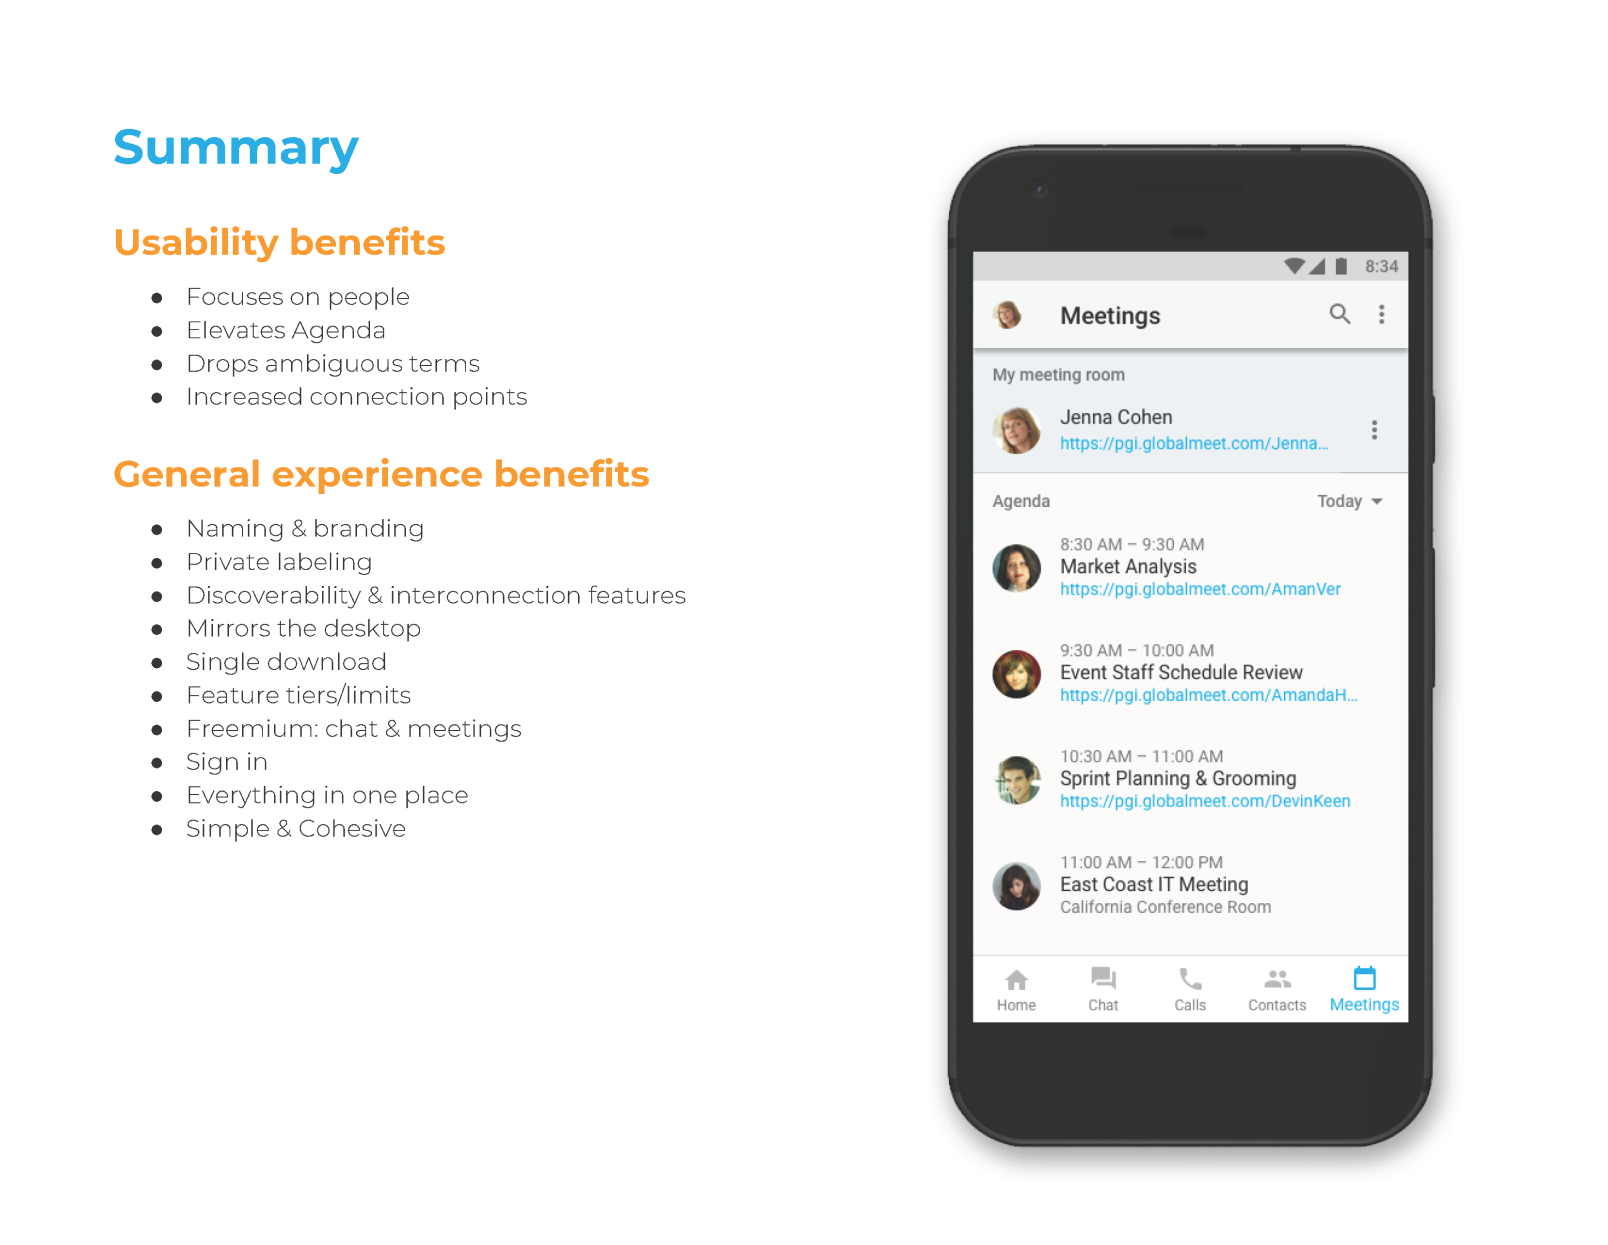 Summary
Usability benefits
● Focuses on people
● Elevates Agenda
● Drops ambiguous terms
● Increased connection points
General experience benefits
● Naming & branding
● Private labeling
● Discoverability & interconnection features
● Mirrors the desktop
● Single download
● Feature tiers/limits
● Freemium: chat & meetings
● Sign in
● Everything in one place
● Simple & Cohesive
8:34
Meetings
My meeting room
Jenna Cohen
https://pgi.globalmeet.com/Jenna...
Agenda Today
8:30 AM – 9:30 AM
Market Analysis
https://pgi.globalmeet.com/AmanVer
9:30 AM – 10:00 AM
Event Staff Schedule Review
https://pgi.globalmeet.com/AmandaH...
10:30 AM – 11:00 AM
Sprint Planning & Grooming
https://pgi.globalmeet.com/DevinKeen
11:00 AM – 12:00 PM
East Coast IT Meeting
California Conference Room
Home Chat Calls Contacts Meetings